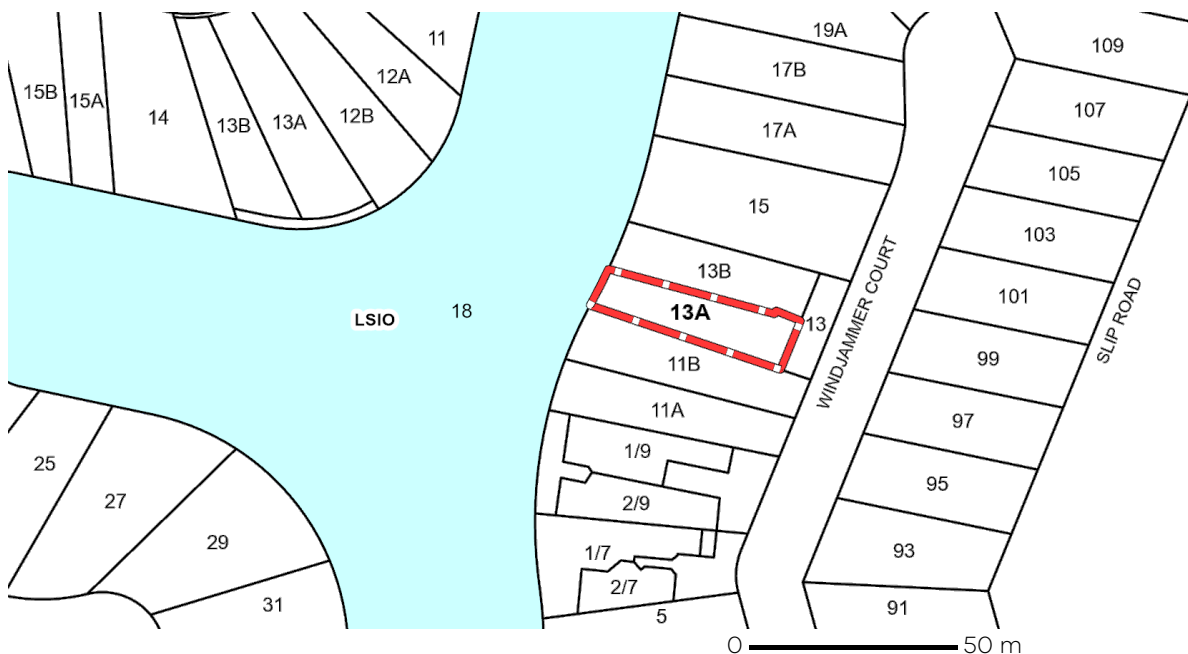 19A
109
11
12A
17B
15B
15A
14
13B
13A
12B
107
17A
105
15
103
13B
101
13A
13
LSIO
18
WINDJAMMER COURT
SLIP ROAD
99
11B
11A
97
1/9
25
95
27
2/9
29
1/7
93
2/7
31
5
91
0
50 m